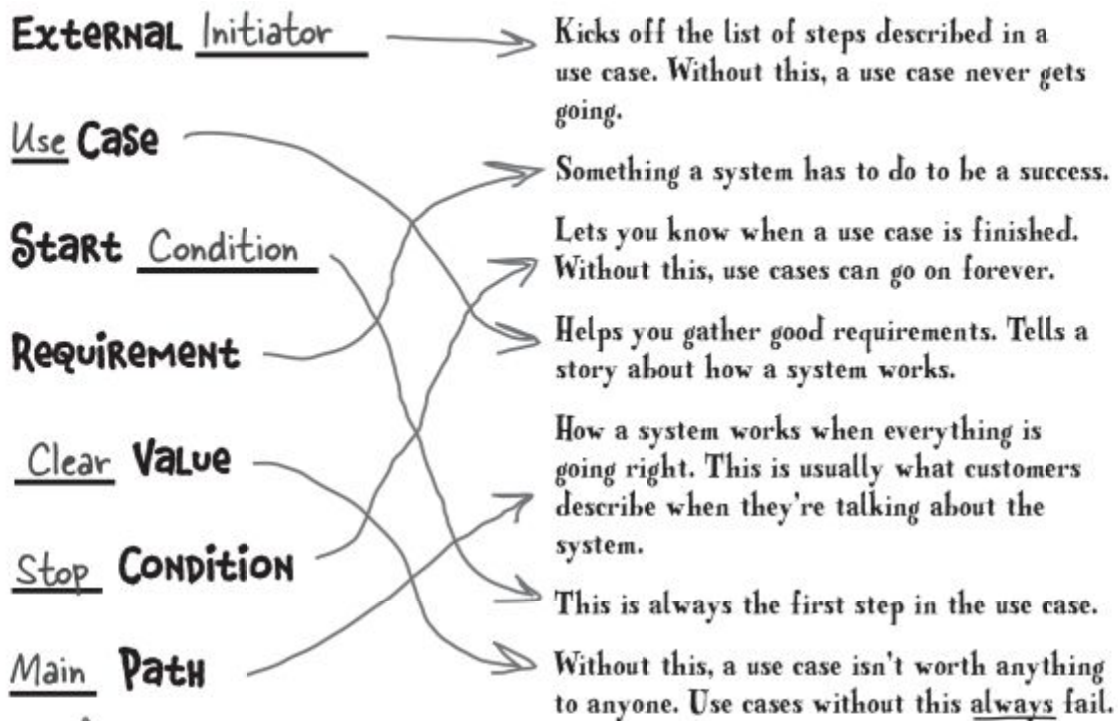 External Initiator
Kicks off the list of steps described in a
use case. Without this, a use case never gets
going.
Use Case
Something a system has to do to be a success.
Start Condition
Lets you know when a use case is finished.
Without this, use cases can go on forever.
Requirement
Helps you gather good requirements. Tells a
story about how a system works.
Clear Value
How a system works when everything is
going right. This is usually what customers
describe when they're talking about the
system.
Stop Condition
This is always the first step in the use case.
Main Path
Without this, a use case isn't worth anything
to anyone. Use cases without this always fail.